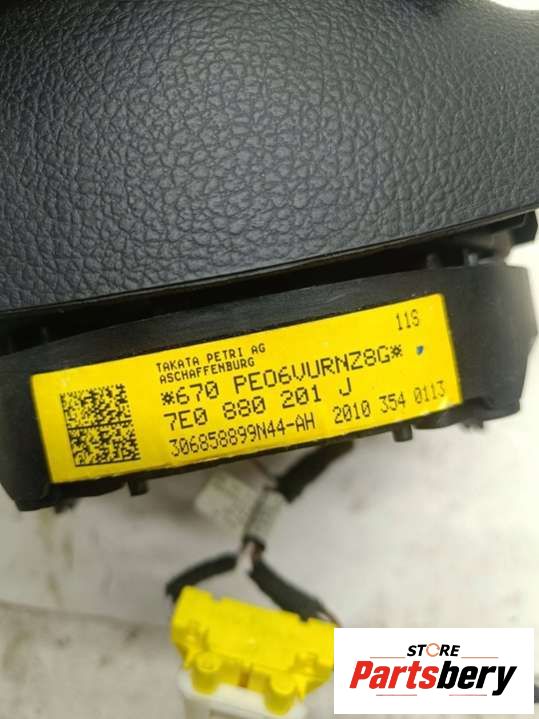 11S
TAKATA PETRI AG
ASCHAFFENBURG
*670 PE06VURNZ8G*
7E0 880 201 J
306858899N44-AH 2010 354 0113
STORE
Partsbery